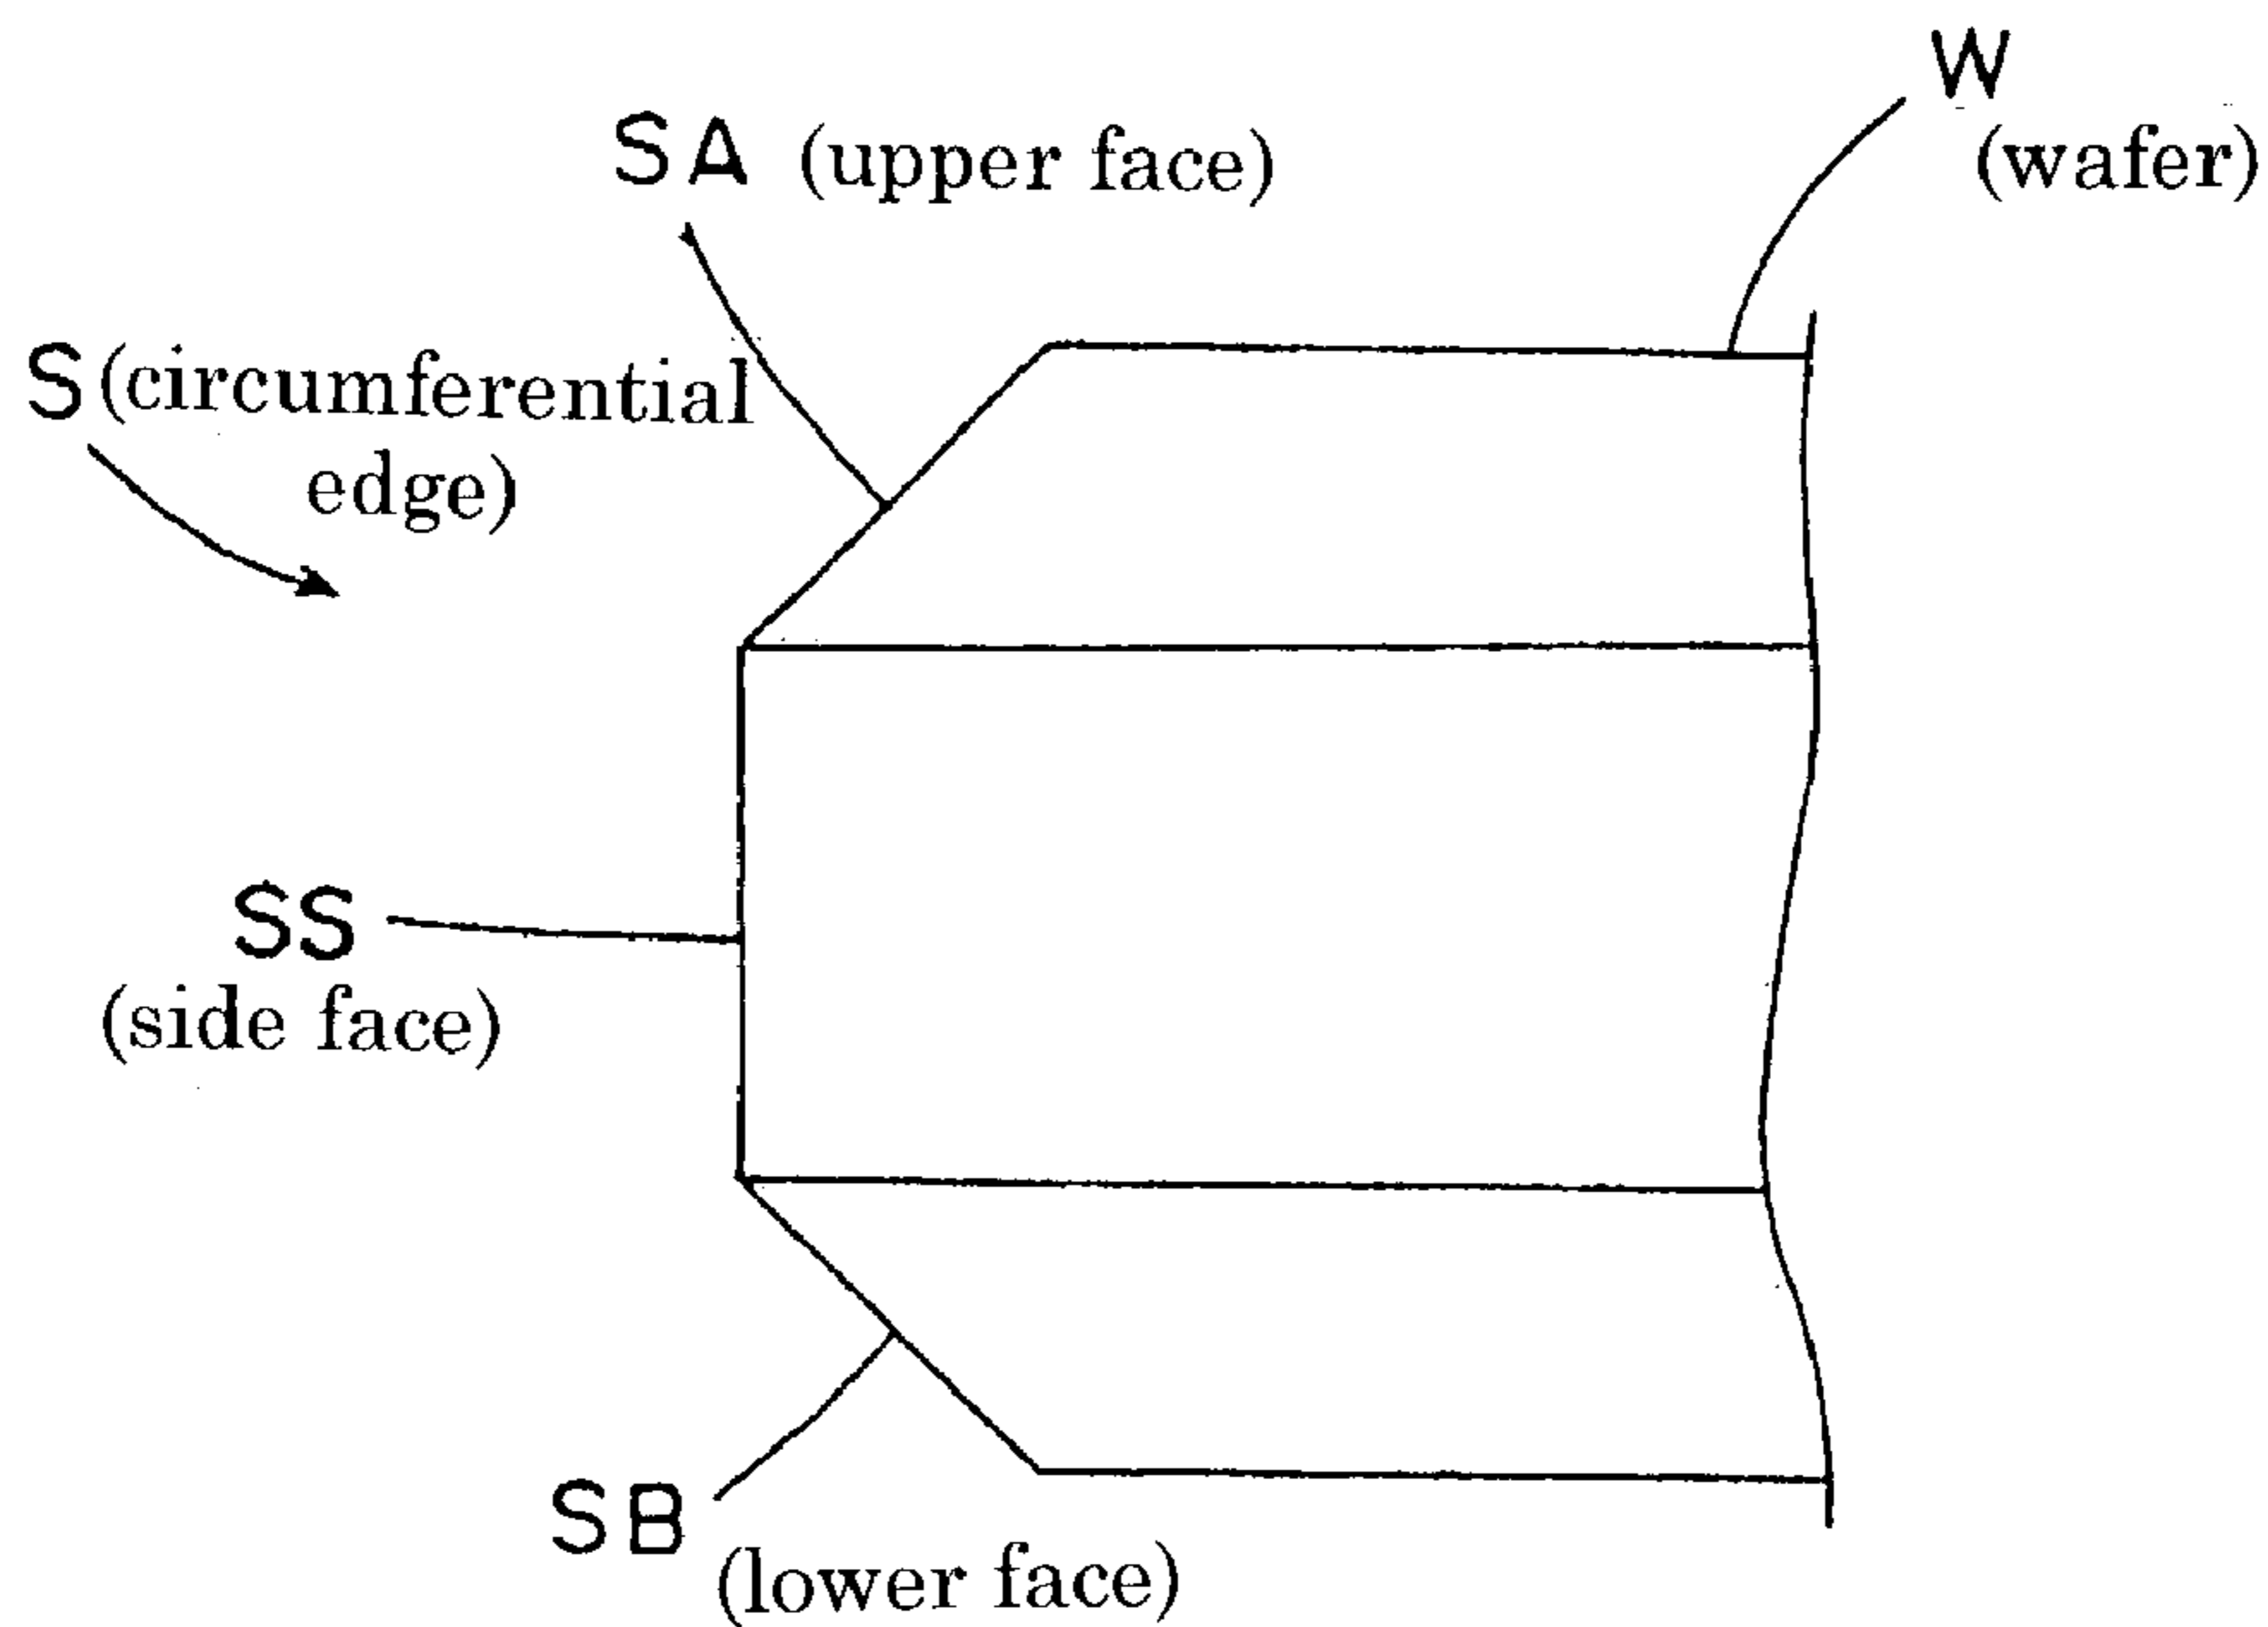 W
(wafer)
SA (upper face)
S (circumferential
edge)
SS
(side face)
SB
(lower face)